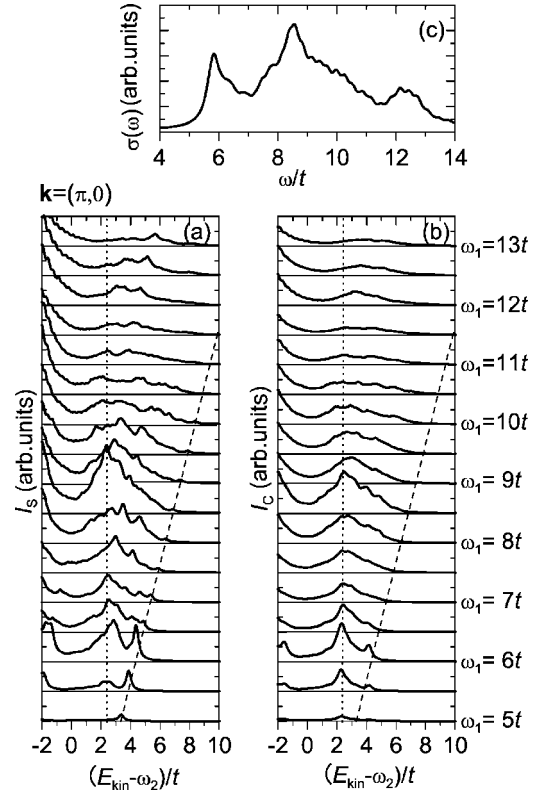 (c)
σ(ω) (arb.units)
4 6 8 10 12 14
ω/t
k=(π,0)
(a)
(b)
I_S (arb.units)
I_C (arb.units)
ω₁=13t
ω₁=12t
ω₁=11t
ω₁=10t
ω₁= 9t
ω₁= 8t
ω₁= 7t
ω₁= 6t
ω₁= 5t
-2 0 2 4 6 8 10
-2 0 2 4 6 8 10
(E_kin-ω₂)/t
(E_kin-ω₂)/t